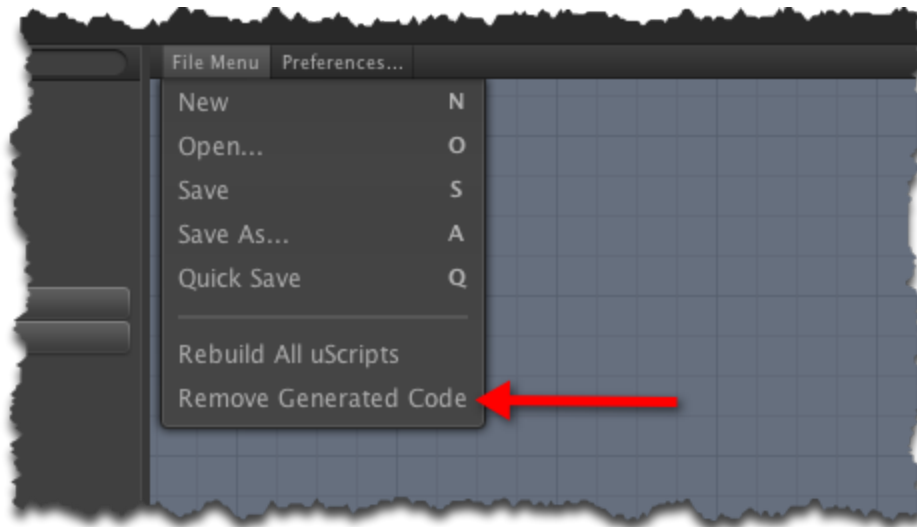 File Menu Preferences...
New N
Open... O
Save S
Save As... A
Quick Save Q
Rebuild All uScripts
Remove Generated Code